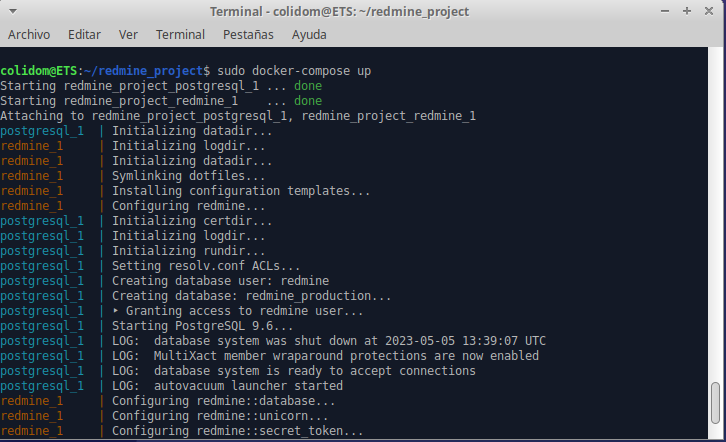 Terminal - colidom@ETS: ~/redmine_project
Archivo Editar Ver Terminal Pestañas Ayuda
colidom@ETS:~/redmine_project$ sudo docker-compose up
Starting redmine_project_postgresql_1 ... done
Starting redmine_project_redmine_1    ... done
Attaching to redmine_project_postgresql_1, redmine_project_redmine_1
postgresql_1  | Initializing datadir...
redmine_1     | Initializing logdir...
redmine_1     | Initializing datadir...
redmine_1     | Symlinking dotfiles...
redmine_1     | Installing configuration templates...
redmine_1     | Configuring redmine...
postgresql_1  | Initializing certdir...
postgresql_1  | Initializing logdir...
postgresql_1  | Initializing rundir...
postgresql_1  | Setting resolv.conf ACLs...
postgresql_1  | Creating database user: redmine
postgresql_1  | Creating database: redmine_production...
postgresql_1  | ‣ Granting access to redmine user...
postgresql_1  | Starting PostgreSQL 9.6...
postgresql_1  | LOG:  database system was shut down at 2023-05-05 13:39:07 UTC
postgresql_1  | LOG:  MultiXact member wraparound protections are now enabled
postgresql_1  | LOG:  database system is ready to accept connections
postgresql_1  | LOG:  autovacuum launcher started
redmine_1     | Configuring redmine::database...
redmine_1     | Configuring redmine::unicorn...
redmine_1     | Configuring redmine::secret_token...